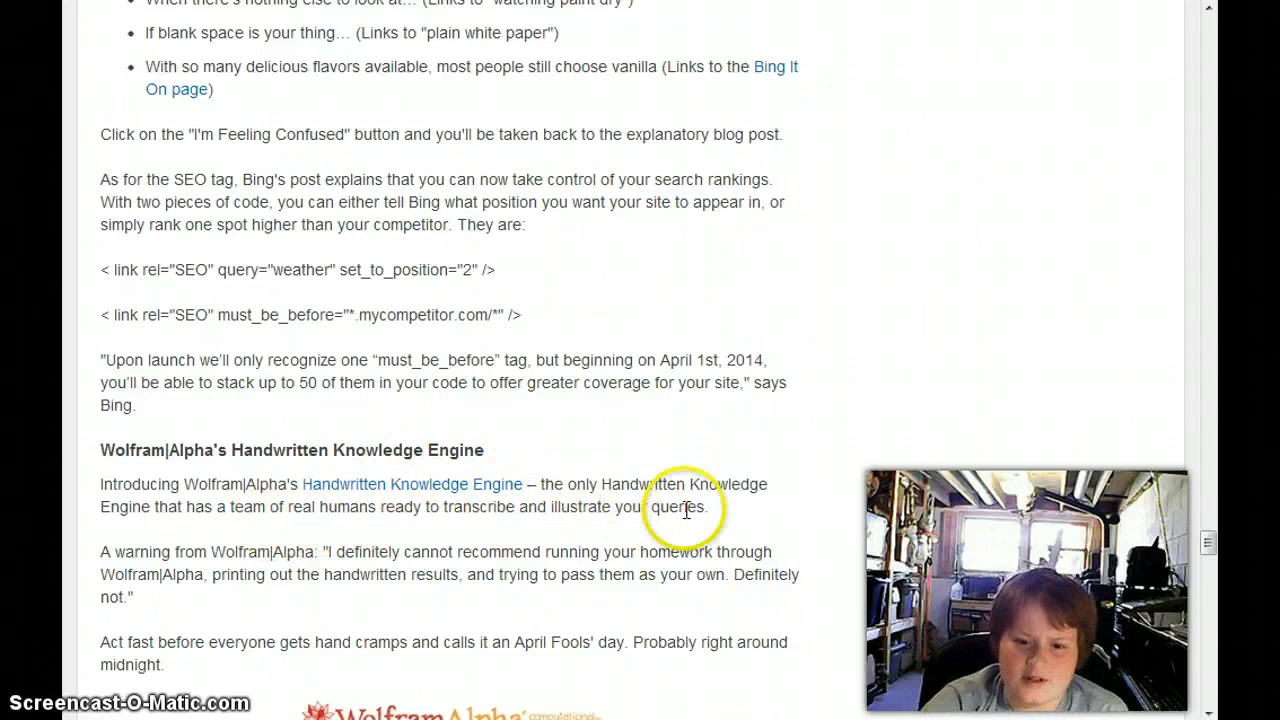 When there's nothing else to look at… (Links to "watching paint dry")
If blank space is your thing… (Links to "plain white paper")
With so many delicious flavors available, most people still choose vanilla (Links to the Bing It
On page)
Click on the "I'm Feeling Confused" button and you'll be taken back to the explanatory blog post.
As for the SEO tag, Bing's post explains that you can now take control of your search rankings.
With two pieces of code, you can either tell Bing what position you want your site to appear in, or
simply rank one spot higher than your competitor. They are:
< link rel="SEO" query="weather" set_to_position="2" />
< link rel="SEO" must_be_before="*.mycompetitor.com/*" />
"Upon launch we’ll only recognize one “must_be_before” tag, but beginning on April 1st, 2014,
you’ll be able to stack up to 50 of them in your code to offer greater coverage for your site," says
Bing.
Wolfram|Alpha's Handwritten Knowledge Engine
Introducing Wolfram|Alpha's Handwritten Knowledge Engine – the only Handwritten Knowledge
Engine that has a team of real humans ready to transcribe and illustrate your queries.
A warning from Wolfram|Alpha: "I definitely cannot recommend running your homework through
Wolfram|Alpha, printing out the handwritten results, and trying to pass them as your own. Definitely
not."
Act fast before everyone gets hand cramps and calls it an April Fools' day. Probably right around
midnight.
WolframAlpha computational
Screencast-O-Matic.com